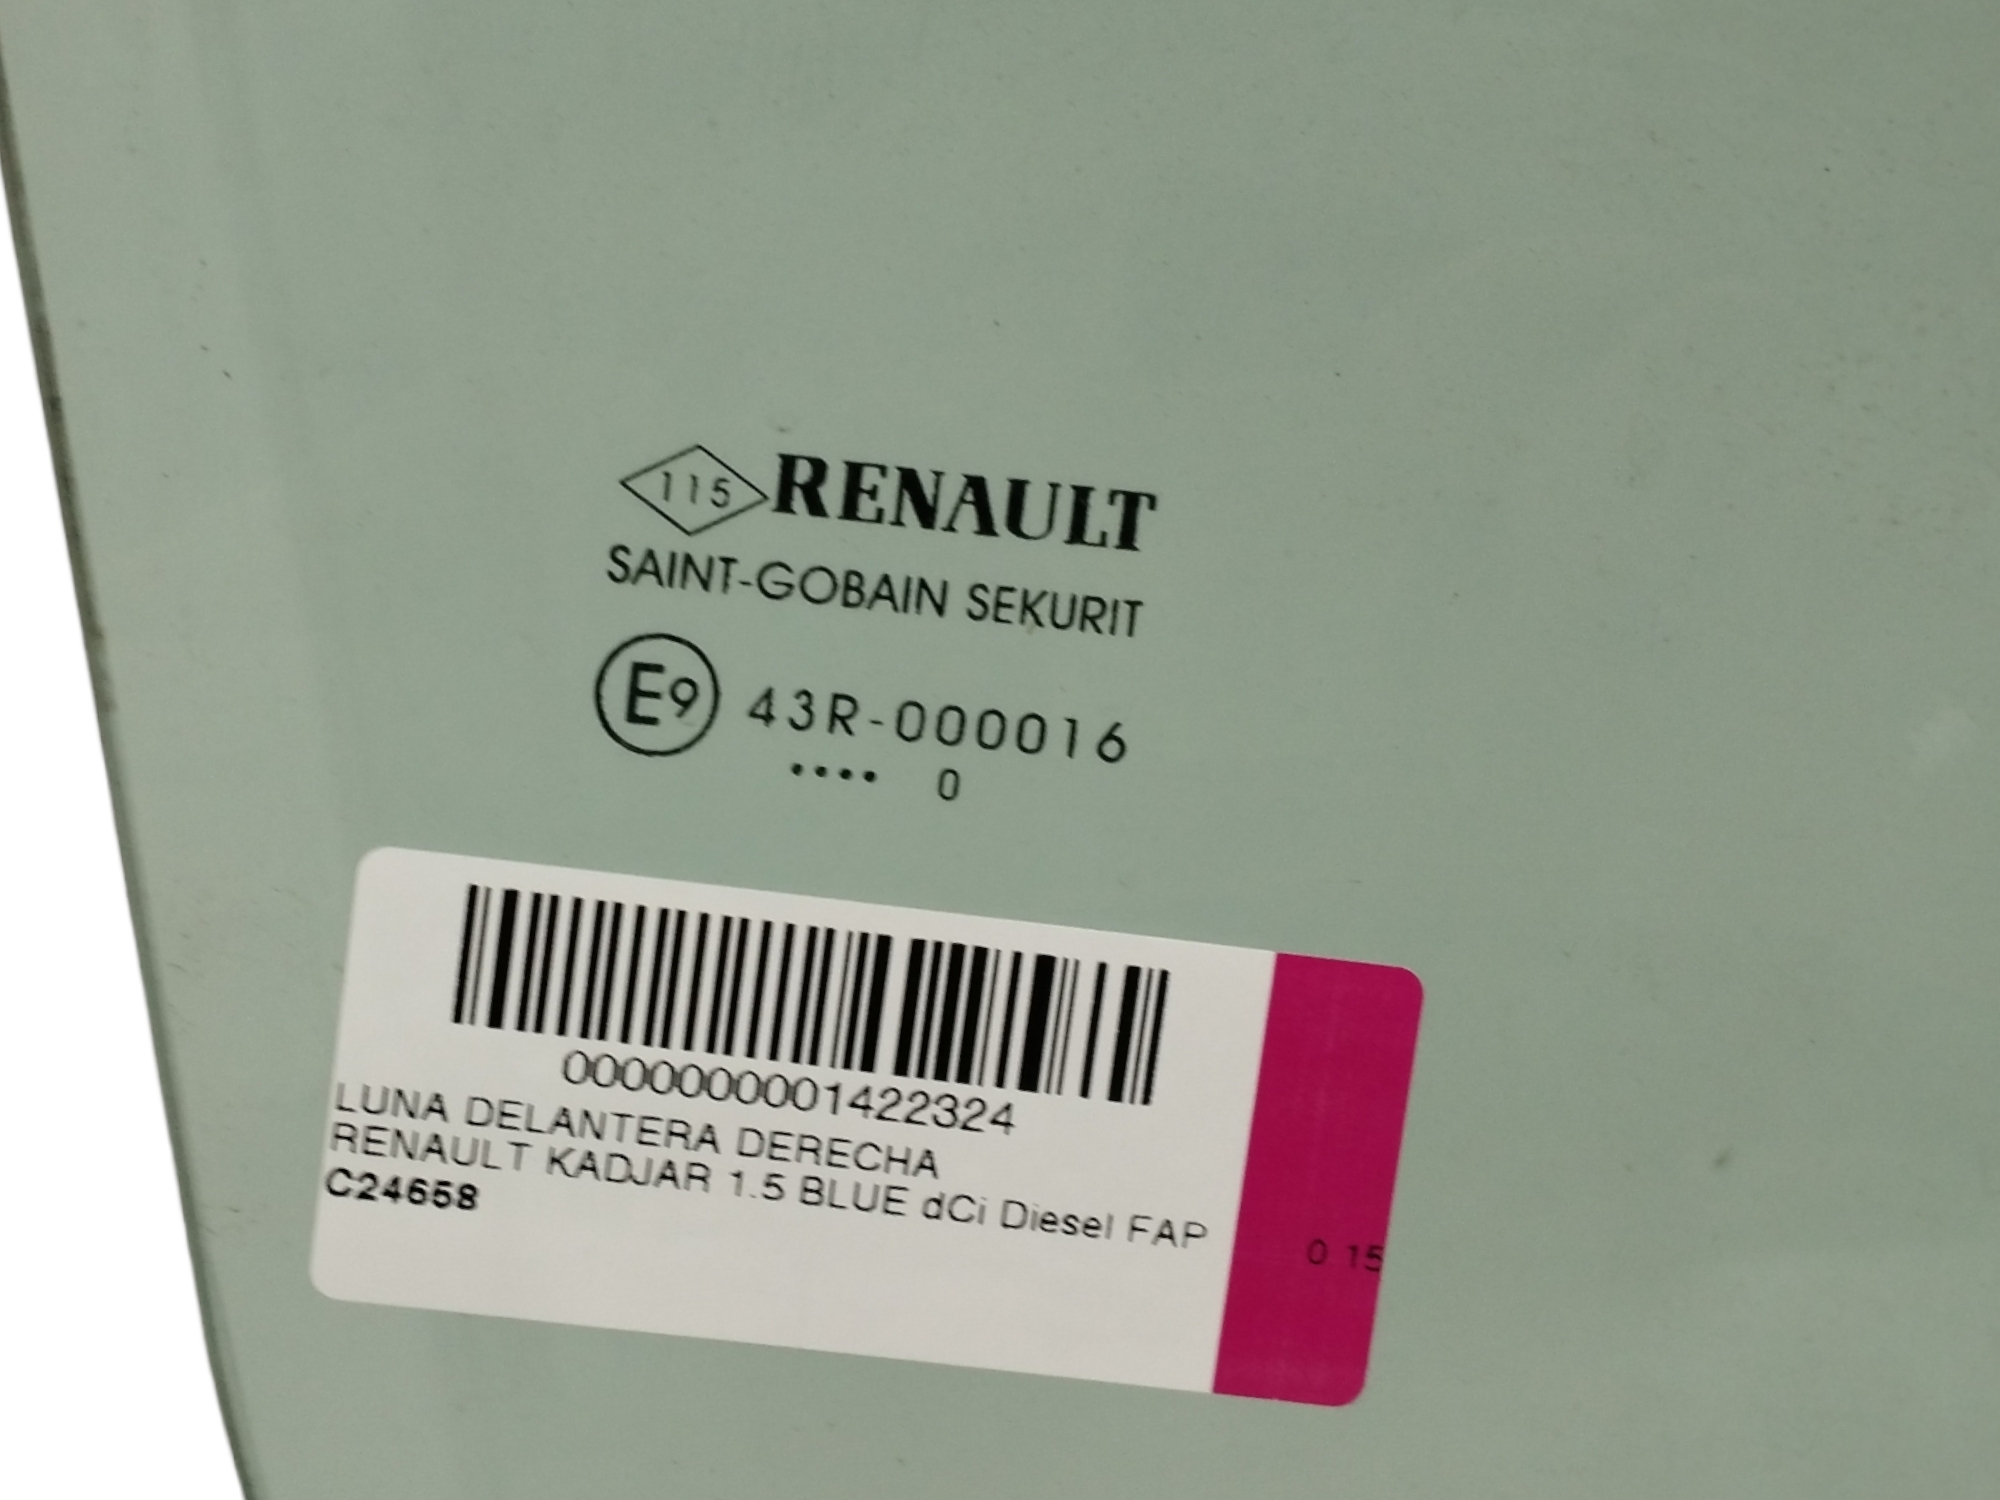 115 RENAULT
SAINT-GOBAIN SEKURIT
E9 43R-000016
.... 0
0000000001422324
LUNA DELANTERA DERECHA
RENAULT KADJAR 1.5 BLUE dCi Diesel FAP
C24658
0 15